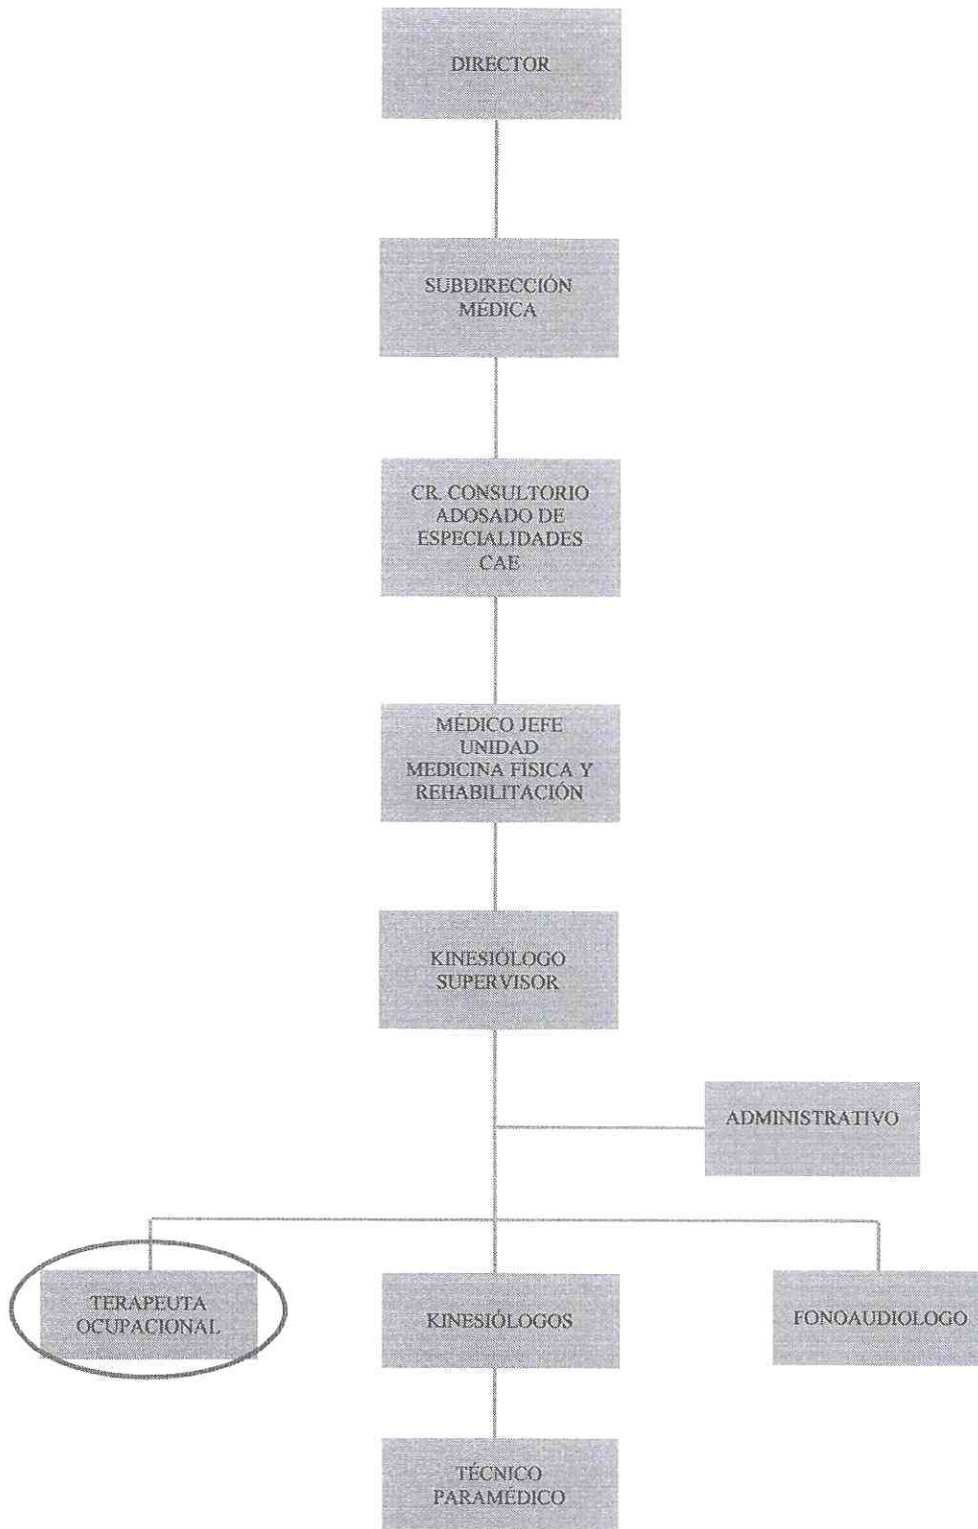 DIRECTOR
SUBDIRECCIÓN
MÉDICA
CR. CONSULTORIO
ADOSADO DE
ESPECIALIDADES
CAE
MÉDICO JEFE
UNIDAD
MEDICINA FÍSICA Y
REHABILITACIÓN
KINESIÓLOGO
SUPERVISOR
ADMINISTRATIVO
TERAPEUTA
OCUPACIONAL
KINESIÓLOGOS
FONOAUDIOLOGO
TÉCNICO
PARAMÉDICO